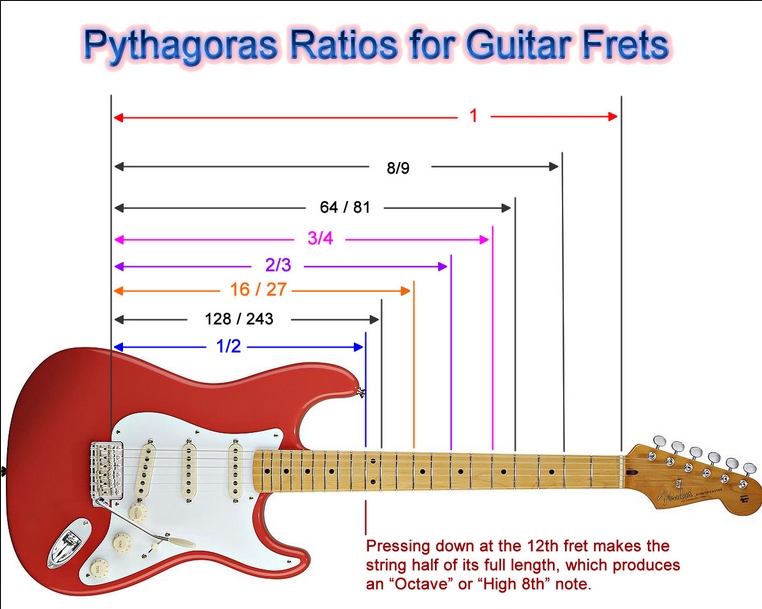 Pythagoras Ratios for Guitar Frets
1
8/9
64 / 81
3/4
2/3
16 / 27
128 / 243
1/2
Fender
Pressing down at the 12th fret makes the
string half of its full length, which produces
an “Octave” or “High 8th” note.